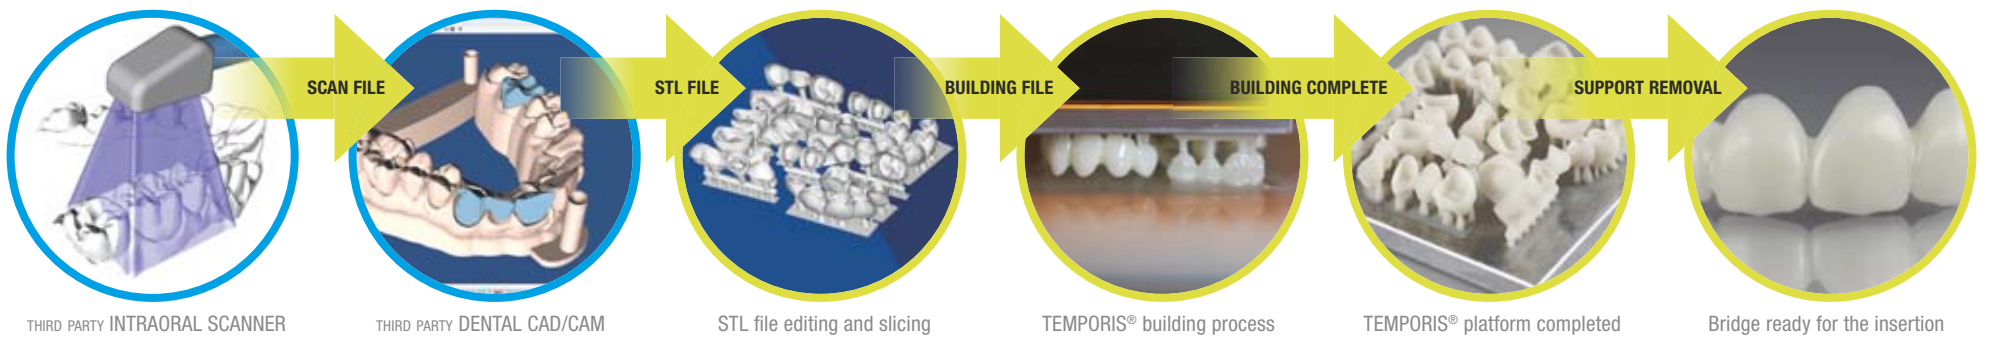 SCAN FILE
STL FILE
BUILDING FILE
BUILDING COMPLETE
SUPPORT REMOVAL
THIRD PARTY INTRAORAL SCANNER
THIRD PARTY DENTAL CAD/CAM
STL file editing and slicing
TEMPORIS® building process
TEMPORIS® platform completed
Bridge ready for the insertion